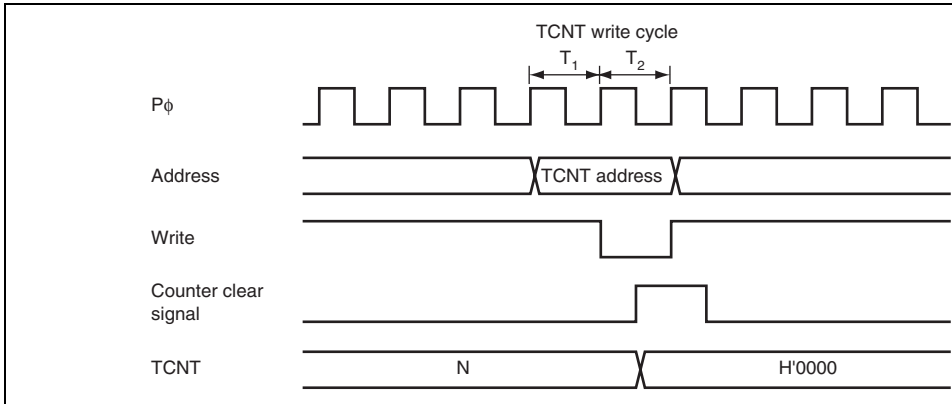 TCNT write cycle
T1 T2
Pϕ
Address
TCNT address
Write
Counter clear
signal
TCNT
N
H'0000